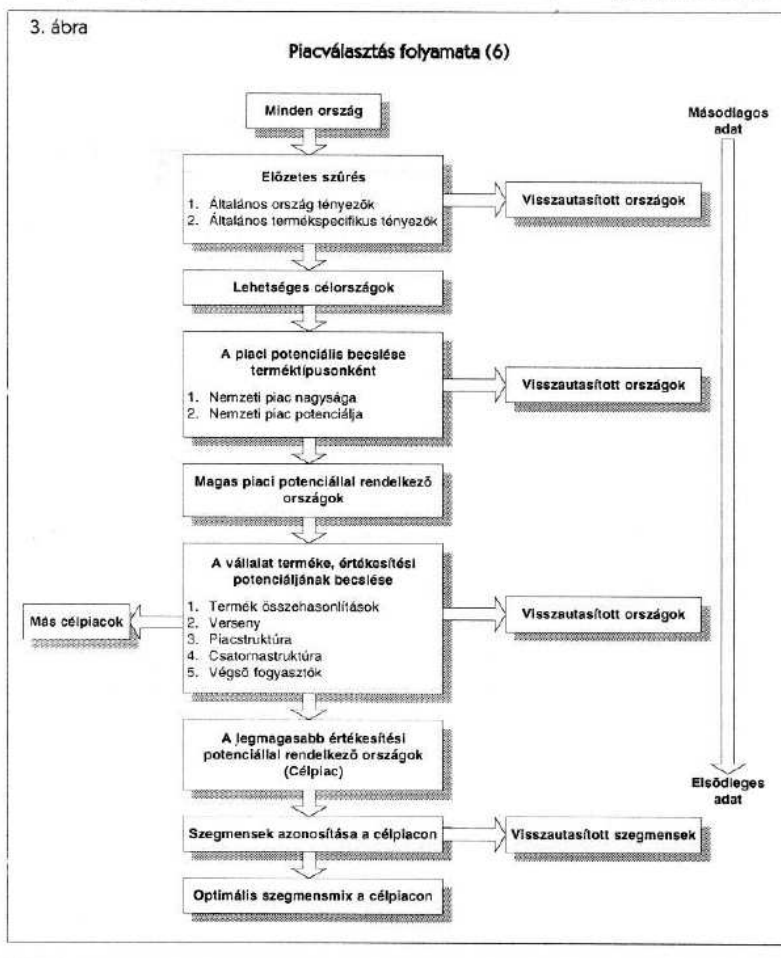 3. ábra
Piacválasztás folyamata (6)
Minden ország
Másodlagos
adat
Előzetes szűrés
1. Általános ország tényezők
2. Általános termékspecifikus tényezők
Visszautasított országok
Lehetséges célországok
A piaci potenciális becslése
terméktípusonként
1. Nemzeti piac nagysága
2. Nemzeti piac potenciálja
Visszautasított országok
Magas piaci potenciállal rendelkező
országok
A vállalat terméke, értékesítési
potenciáljának becslése
1. Termék összehasonlítások
2. Verseny
3. Piacstruktúra
4. Csatornastruktúra
5. Végső fogyasztók
Más célpiacok
Visszautasított országok
A legmagasabb értékesítési
potenciállal rendelkező országok
(Célpiac)
Elsődleges
adat
Szegmensek azonosítása a célpiacon
Visszautasított szegmensek
Optimális szegmensmix a célpiacon